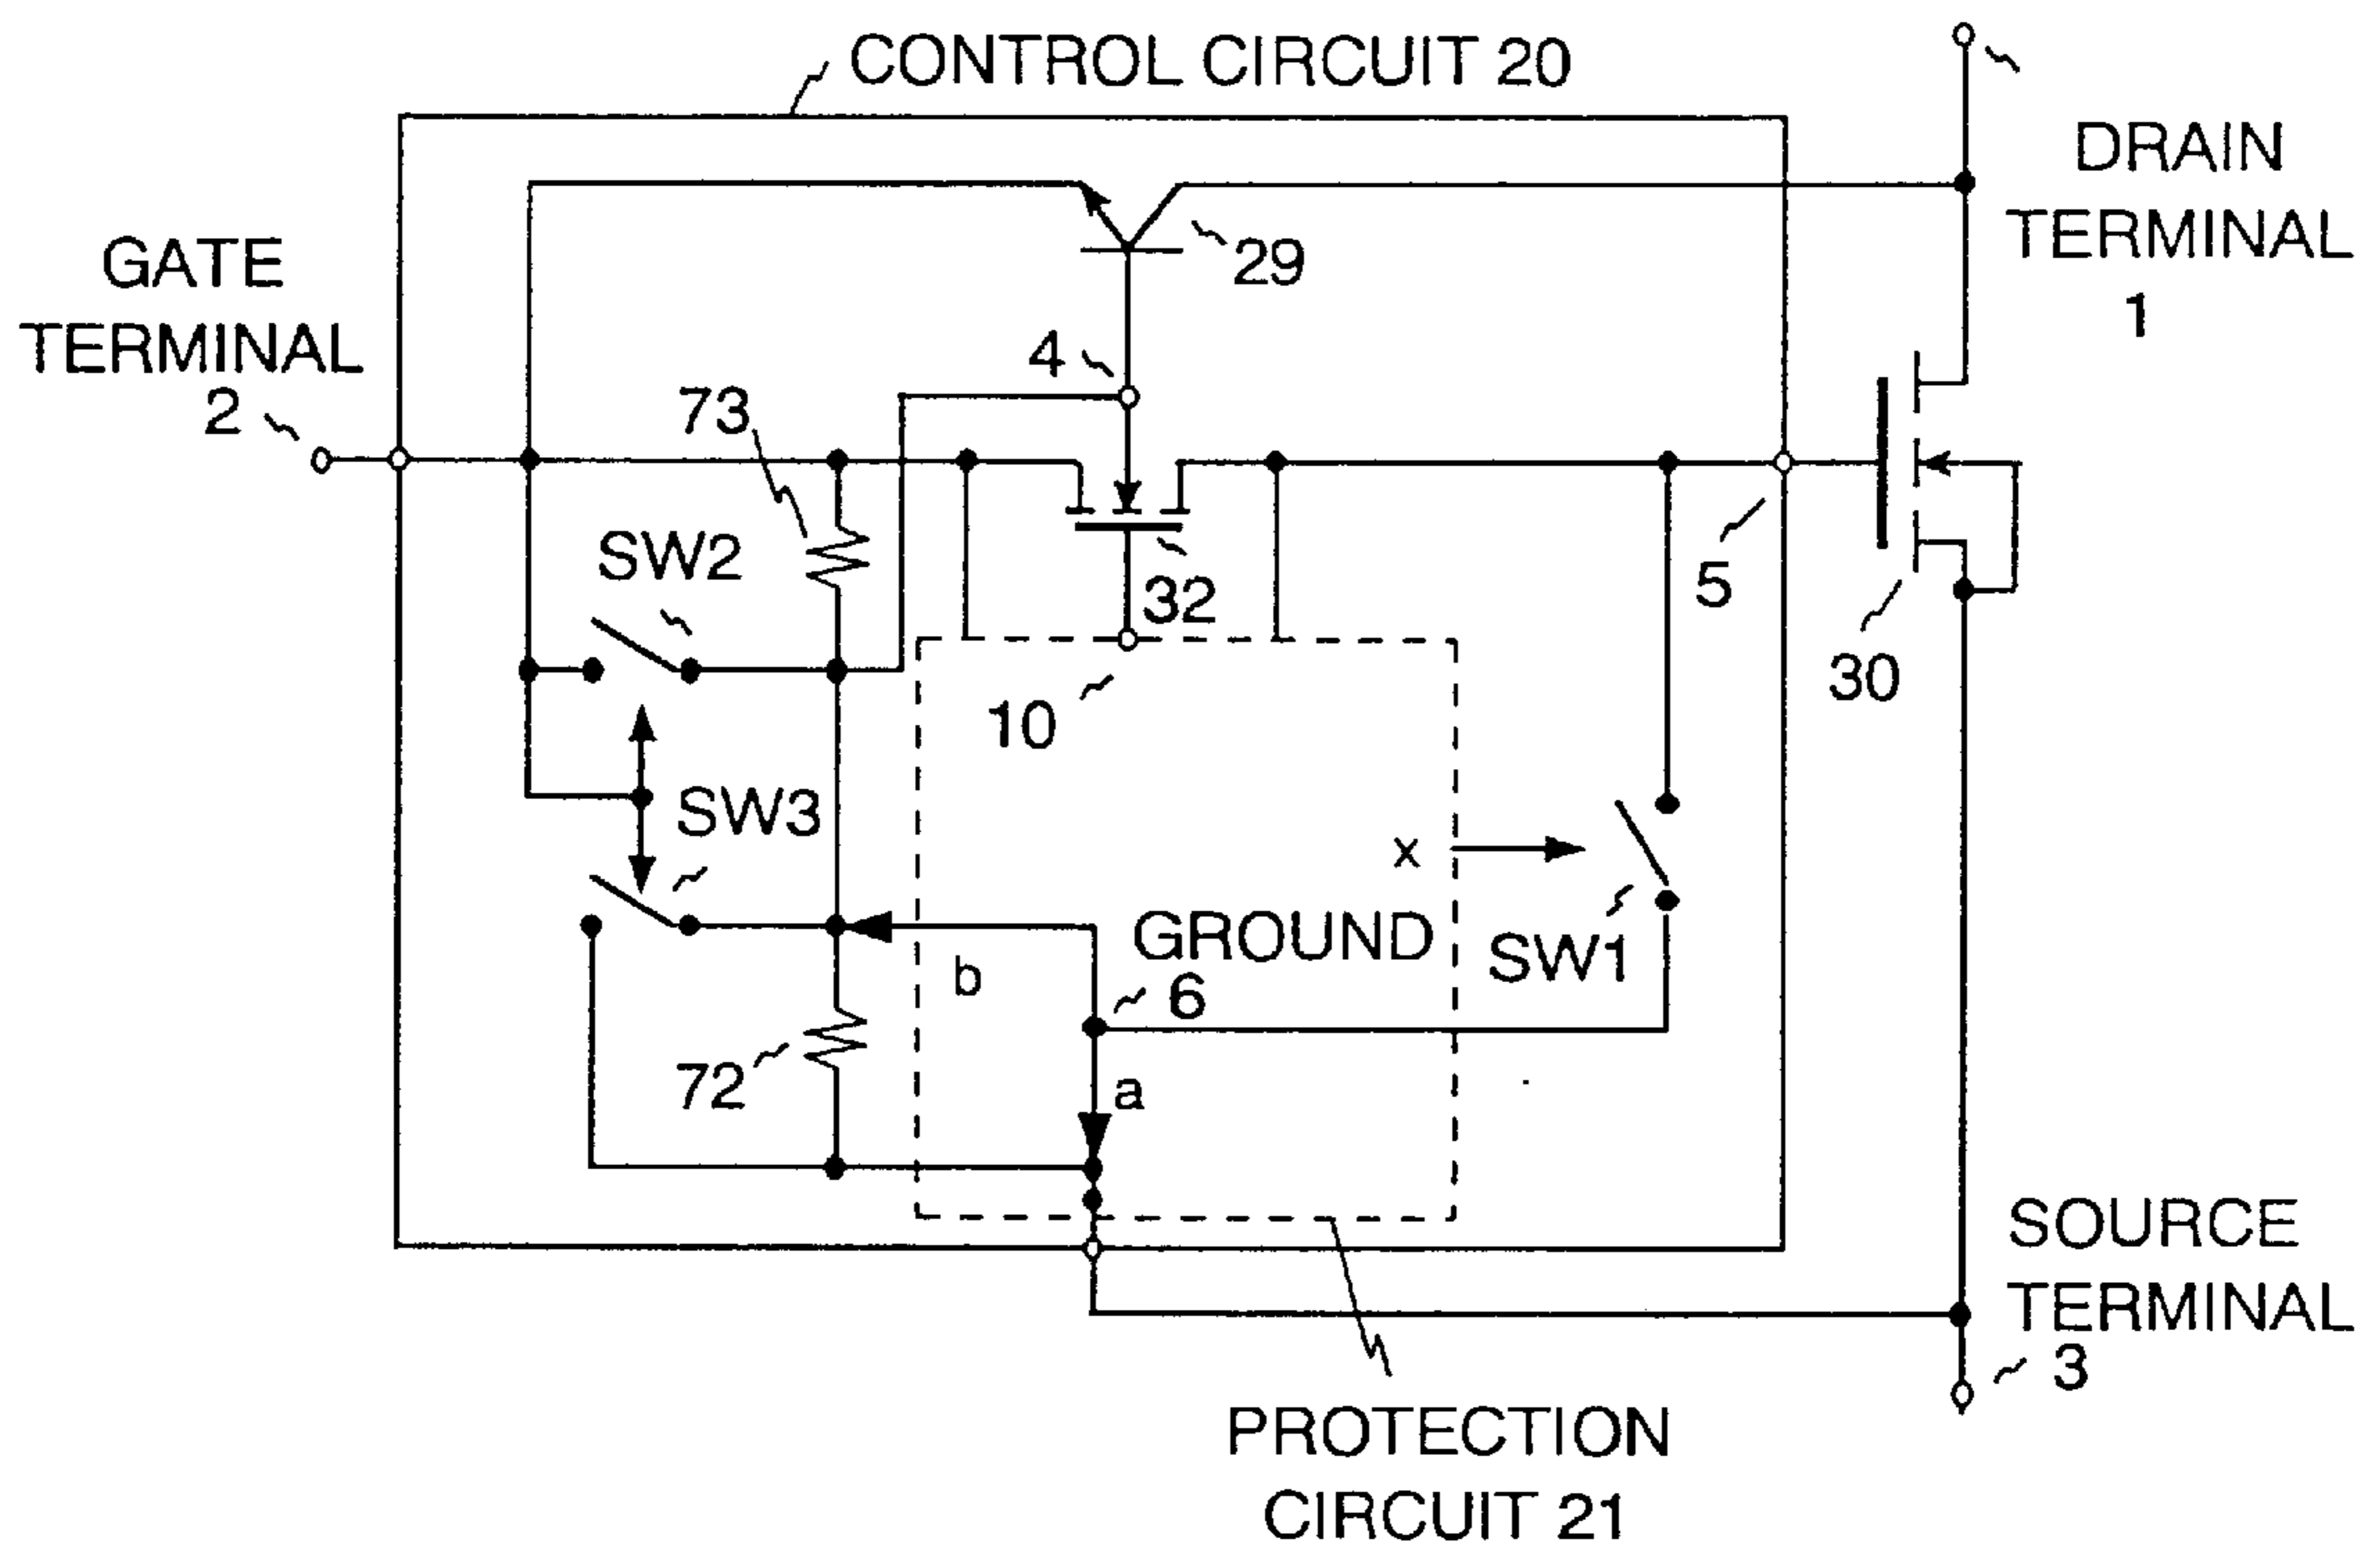 CONTROL CIRCUIT 20
DRAIN
TERMINAL
1
GATE
TERMINAL
2
29
4
73
SW2
32
5
30
10
SW3
x
GROUND
6
SW1
b
a
72
SOURCE
TERMINAL
3
PROTECTION
CIRCUIT 21